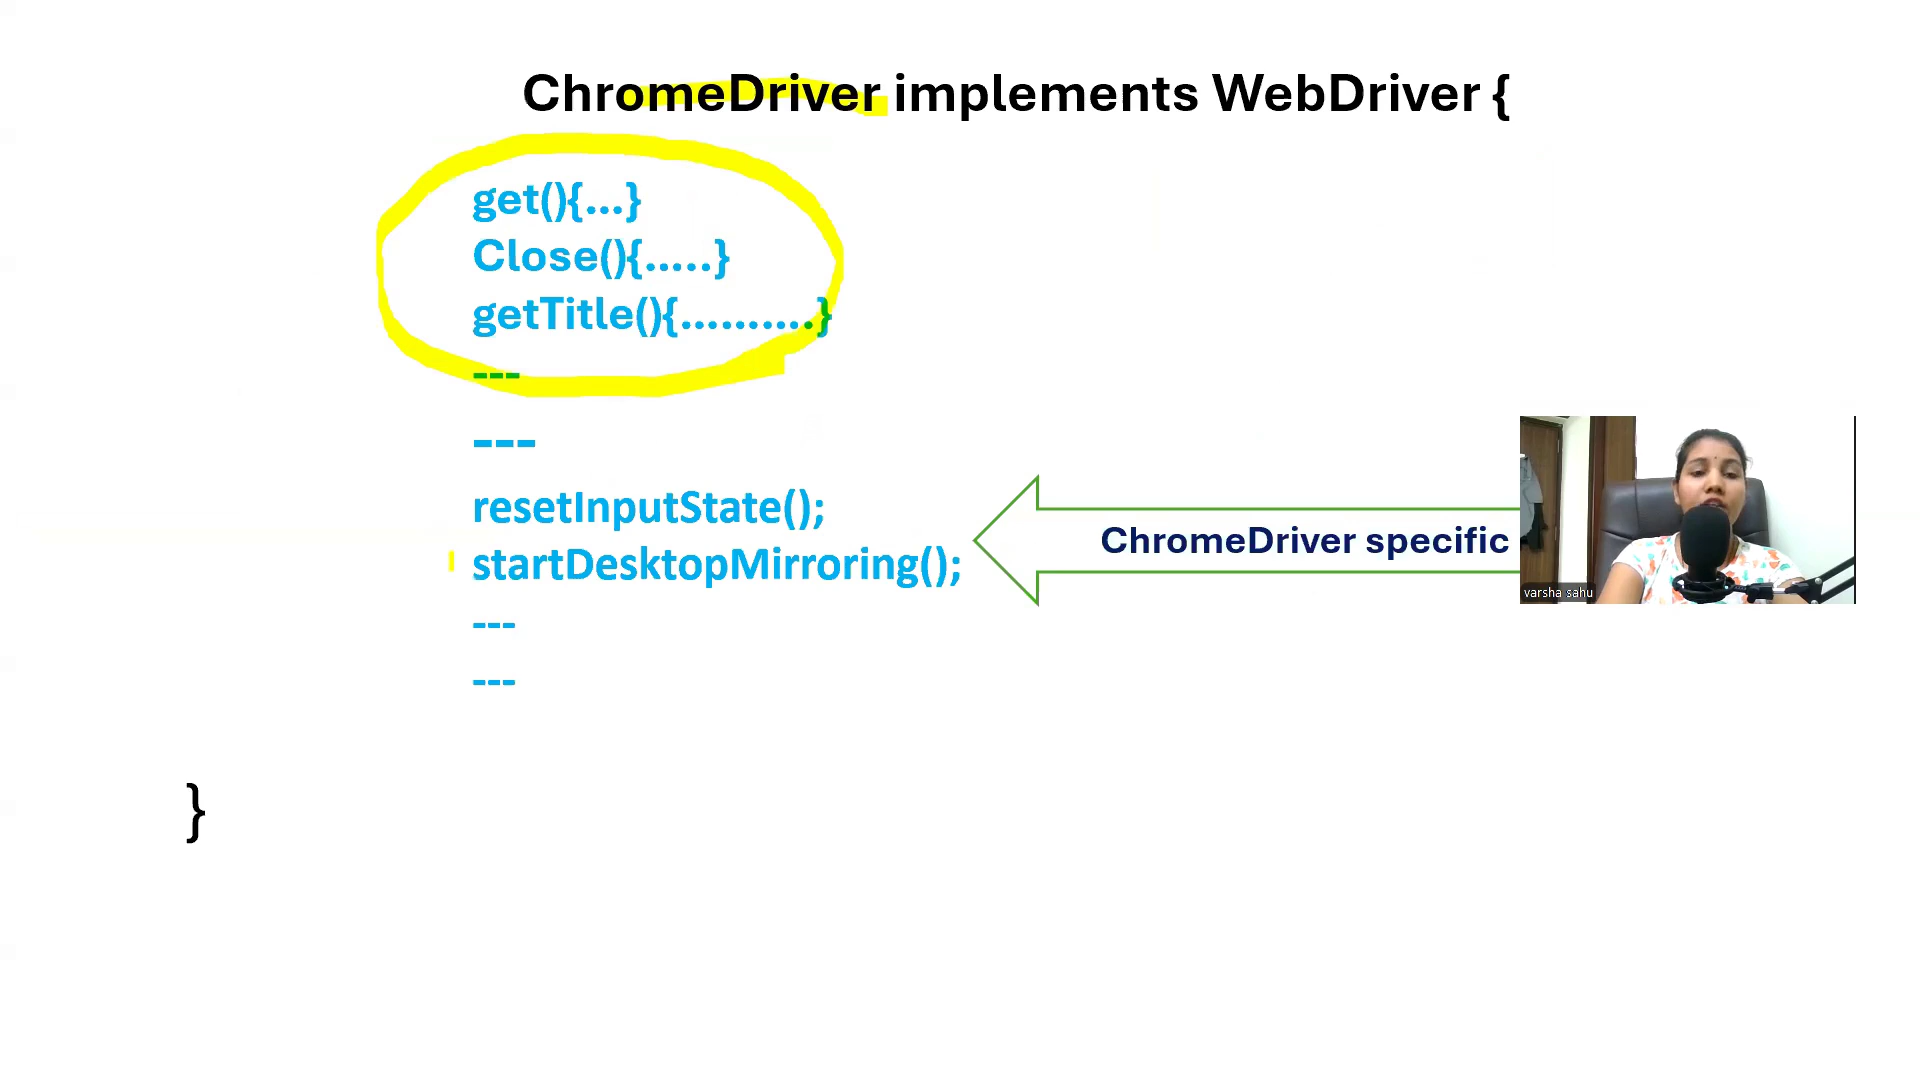 ChromeDriver implements WebDriver {
get(){...}
Close(){.....}
getTitle(){..........}
---
---
resetInputState();
startDesktopMirroring();
---
---
ChromeDriver specific
varsha sahu
}